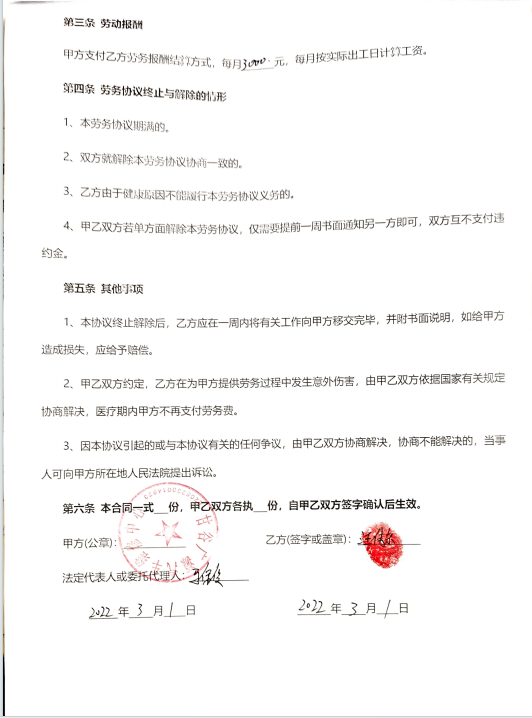 第三条 劳动报酬
甲方支付乙方劳务报酬结算方式，每月3000元，每月按实际出工日计算工资。
第四条 劳务协议终止与解除的情形
1、本劳务协议期满的。
2、双方就解除本劳务协议协商一致的。
3、乙方由于健康原因不能履行本劳务协议义务的。
4、甲乙双方若单方面解除本劳务协议，仅需要提前一周书面通知另一方即可，双方互不支付违
约金。
第五条 其他事项
1、本协议终止解除后，乙方应在一周内将有关工作向甲方移交完毕，并附书面说明，如给甲方
造成损失，应给予赔偿。
2、甲乙双方约定，乙方在为甲方提供劳务过程中发生意外伤害，由甲乙双方依据国家有关规定
协商解决，医疗期内甲方不再支付劳务费。
3、因本协议引起的或与本协议有关的任何争议，由甲乙双方协商解决，协商不能解决的，当事
人可向甲方所在地人民法院提出诉讼。
第六条 本合同一式__份，甲乙双方各执__份，自甲乙双方签字确认后生效。
甲方(公章)： 乙方(签字或盖章)：
法定代表人或委托代理人：
2022年3月1日 2022年3月1日